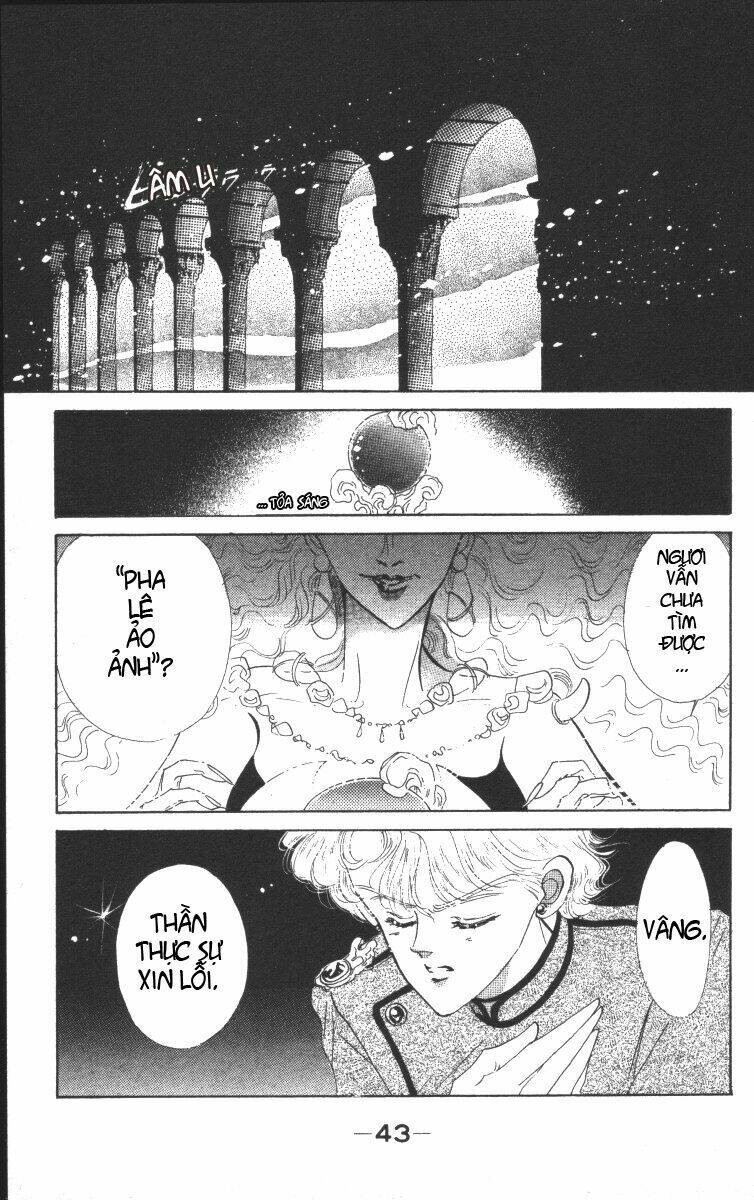 ẦM Ụ
... TỎA SÁNG
NGƯƠI
VẪN
CHƯA
TÌM
ĐƯỢC
...
"PHA
LÊ
ẢO
ẢNH"?
VÂNG.
THẦN
THỰC SỰ
XIN LỖI.
—43—